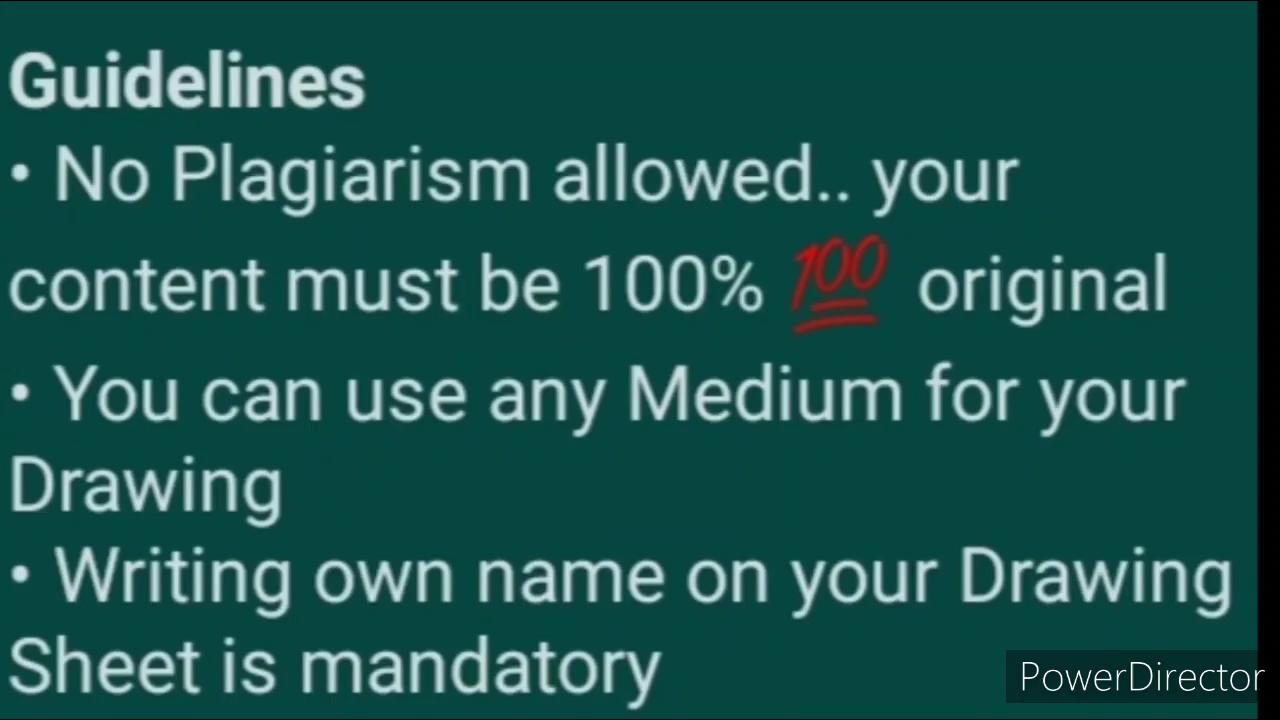 Guidelines
• No Plagiarism allowed.. your
content must be 100% 💯 original
• You can use any Medium for your
Drawing
• Writing own name on your Drawing
Sheet is mandatory
PowerDirector